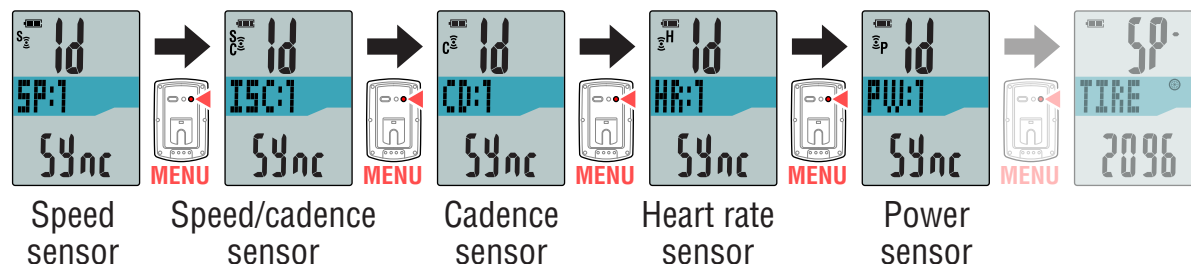 S Id
SP:1
Sync
MENU
S C Id
ISC:1
Sync
MENU
C Id
CD:1
Sync
MENU
H Id
HR:1
Sync
MENU
P Id
PW:1
Sync
MENU
SP
TIRE
2096
Speed sensor
Speed/cadence sensor
Cadence sensor
Heart rate sensor
Power sensor